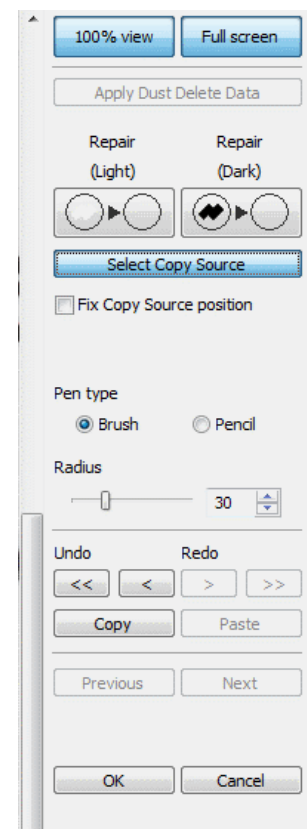 100% view Full screen
Apply Dust Delete Data
Repair Repair
(Light) (Dark)
Select Copy Source
Fix Copy Source position
Pen type
Brush Pencil
Radius
30
Undo Redo
<< < > >>
Copy Paste
Previous Next
OK Cancel